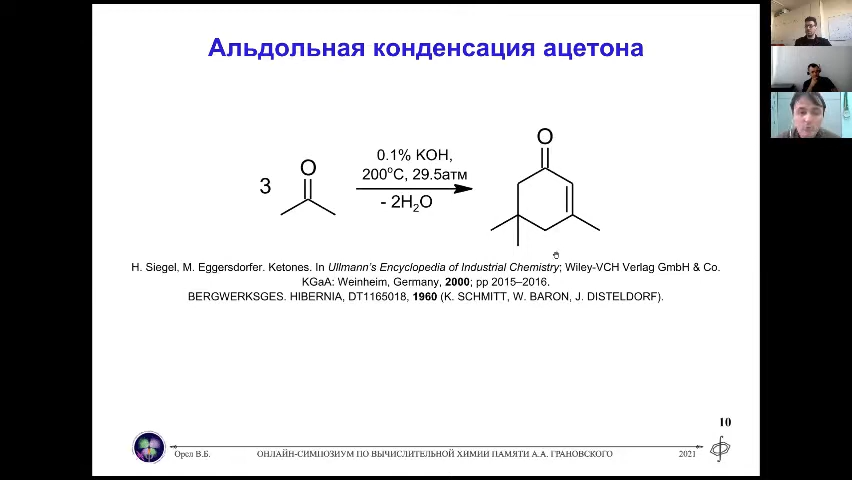 Альдольная конденсация ацетона
3
O
0.1% KOH,
200°C, 29.5атм
- 2H₂O
O
H. Siegel, M. Eggersdorfer. Ketones. In Ullmann's Encyclopedia of Industrial Chemistry; Wiley-VCH Verlag GmbH & Co.
KGaA: Weinheim, Germany, 2000; pp 2015–2016.
BERGWERKSGES. HIBERNIA, DT1165018, 1960 (K. SCHMITT, W. BARON, J. DISTELDORF).
10
Орел В.Б.
ОНЛАЙН-СИМПОЗИУМ ПО ВЫЧИСЛИТЕЛЬНОЙ ХИМИИ ПАМЯТИ А.А. ГРАНОВСКОГО
2021